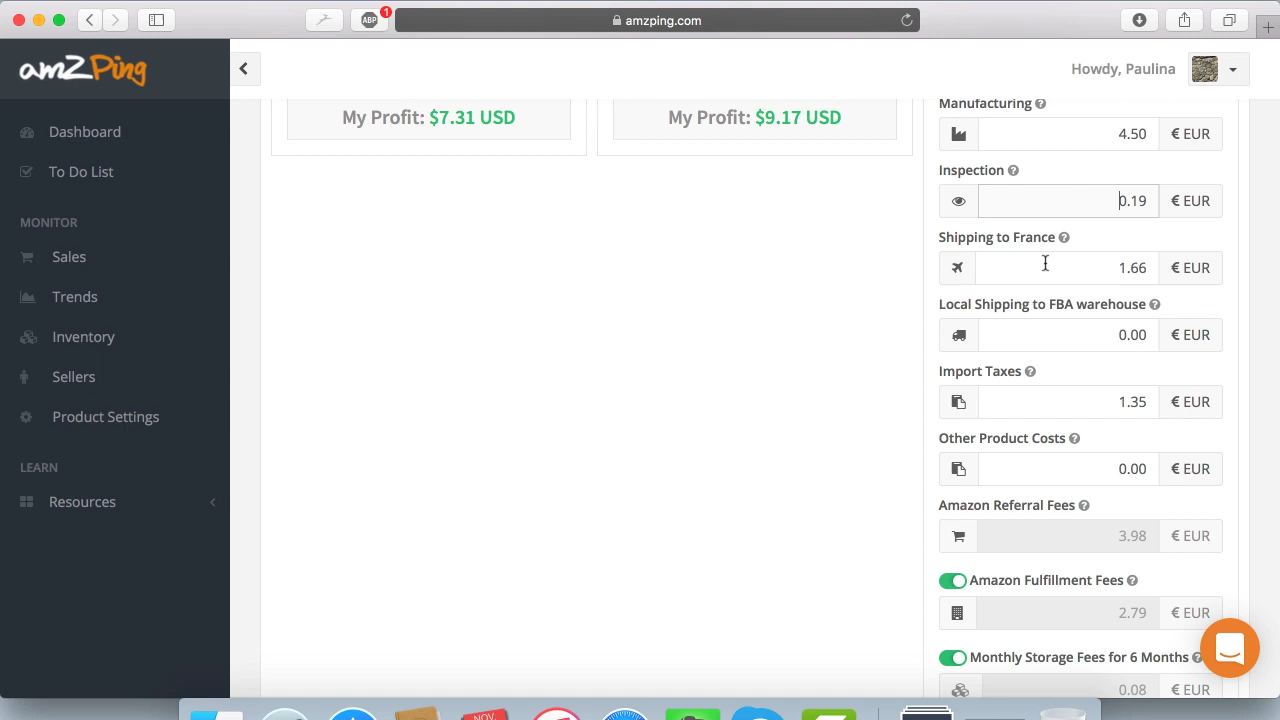 ABP
1
amzping.com
amzPing
Howdy, Paulina
Dashboard
To Do List
MONITOR
Sales
Trends
Inventory
Sellers
Product Settings
LEARN
Resources
My Profit: $7.31 USD
My Profit: $9.17 USD
Manufacturing
4.50 € EUR
Inspection
0.19 € EUR
Shipping to France
1.66 € EUR
Local Shipping to FBA warehouse
0.00 € EUR
Import Taxes
1.35 € EUR
Other Product Costs
0.00 € EUR
Amazon Referral Fees
3.98 € EUR
Amazon Fulfillment Fees
2.79 € EUR
Monthly Storage Fees for 6 Months
0.08 € EUR
NOV.